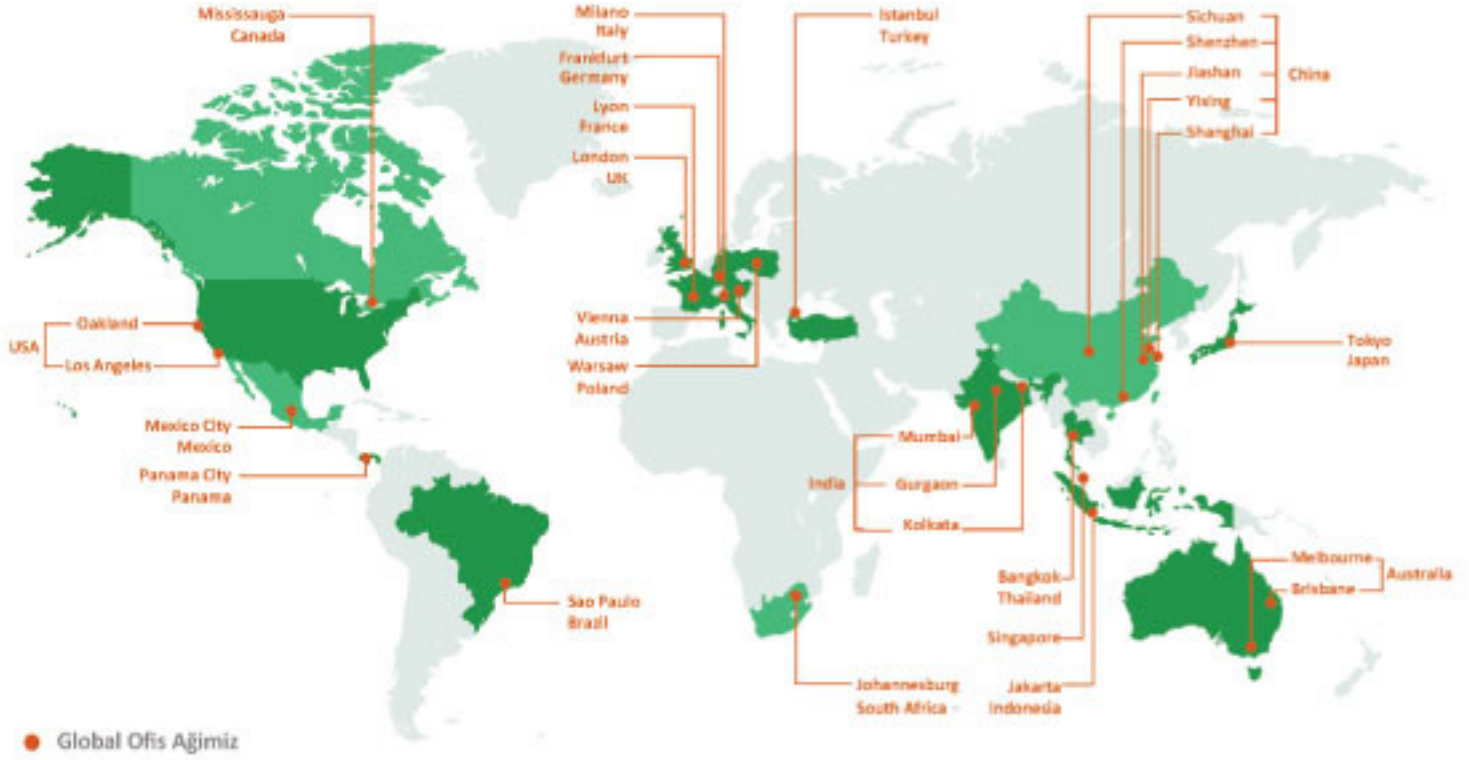 Mississauga
Canada
Milano
Italy
Frankfurt
Germany
Lyon
France
London
UK
Istanbul
Turkey
Sichuan
Shenzhen
Jiashan
Yixing
Shanghai
China
USA
Oakland
Los Angeles
Vienna
Austria
Warsaw
Poland
Tokyo
Japan
Mexico City
Mexico
Panama City
Panama
India
Mumbai
Gurgaon
Kolkata
Sao Paulo
Brazil
Bangkok
Thailand
Singapore
Melbourne
Brisbane
Australia
Johannesburg
South Africa
Jakarta
Indonesia
Global Ofis Ağimiz